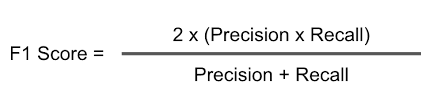 2 x (Precision x Recall)
F1 Score =
Precision + Recall